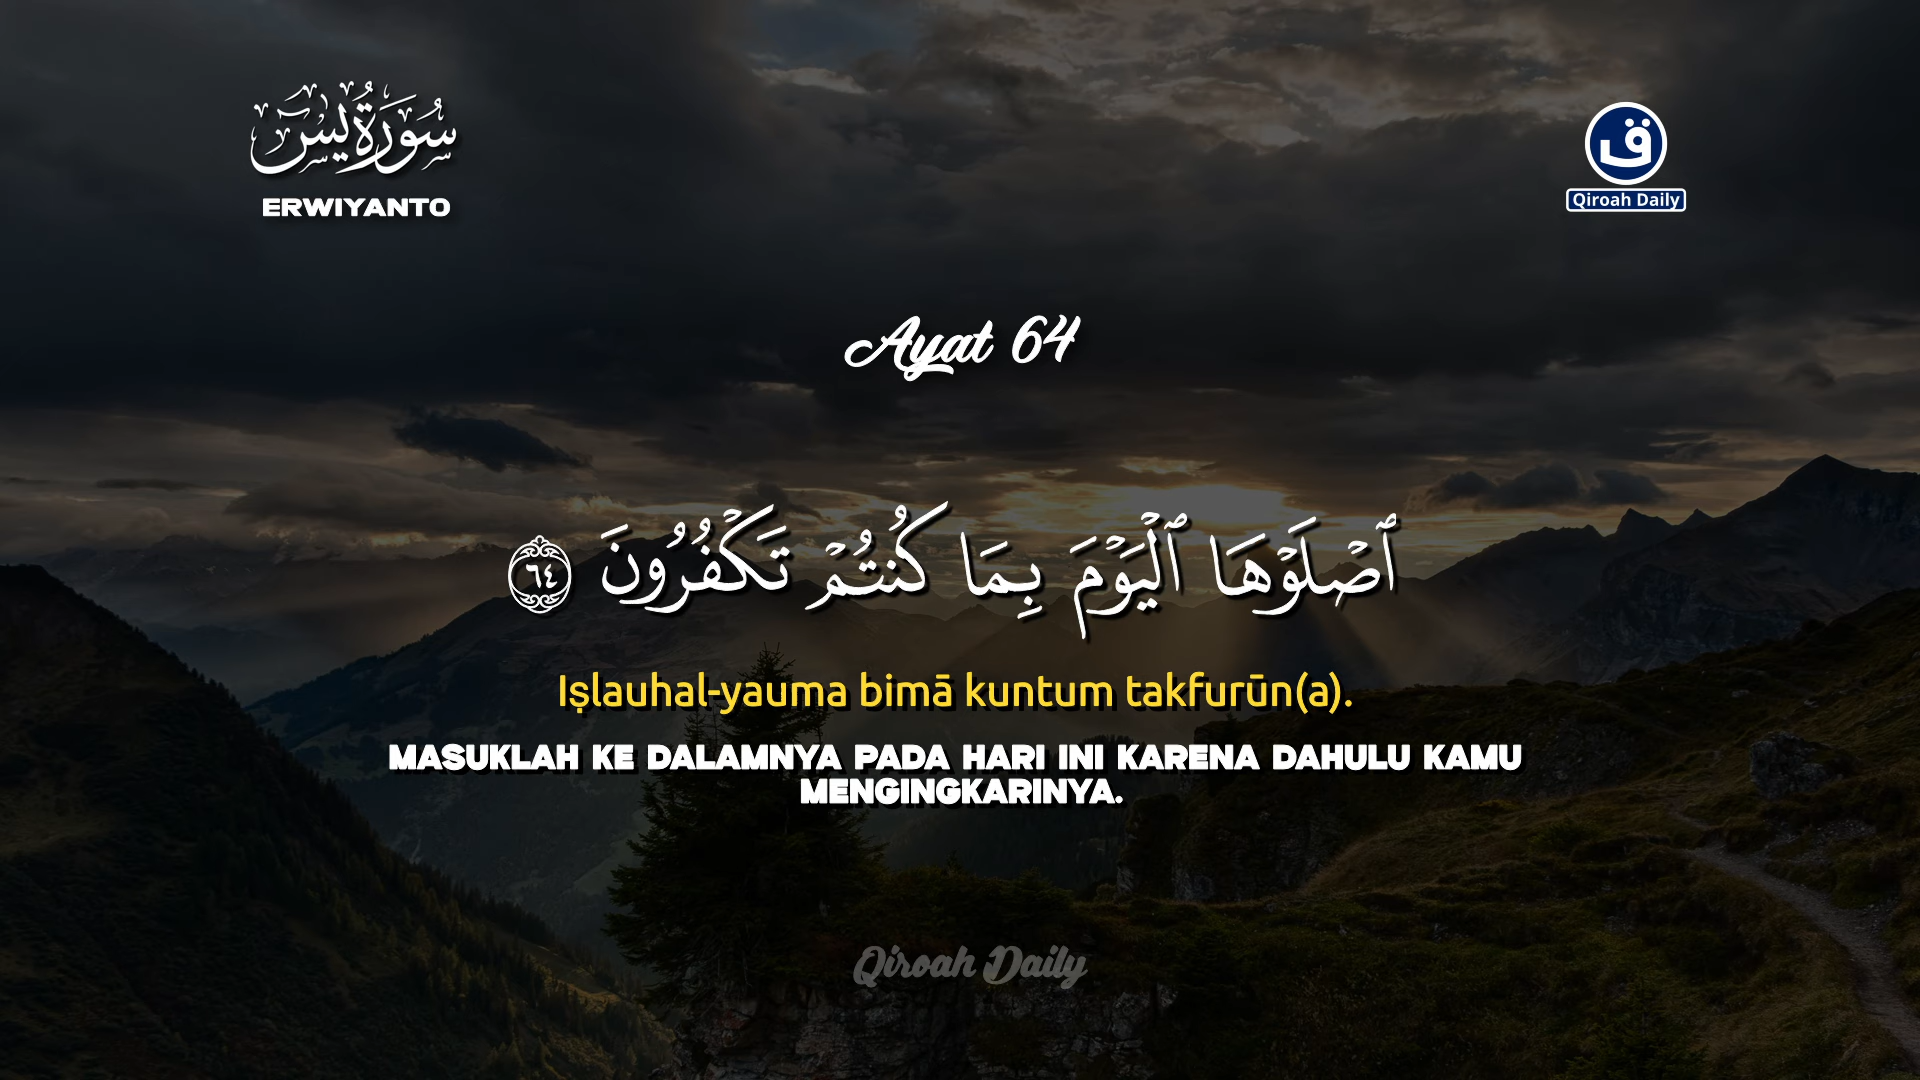 سُورَةُ يسٓ
ERWIYANTO
ق
Qiroah Daily
Ayat 64
ٱصْلَوْهَا ٱلْيَوْمَ بِمَا كُنتُمْ تَكْفُرُونَ ٦٤
Iṣlauhal-yauma bimā kuntum takfurūn(a).
MASUKLAH KE DALAMNYA PADA HARI INI KARENA DAHULU KAMU
MENGINGKARINYA.
Qiroah Daily